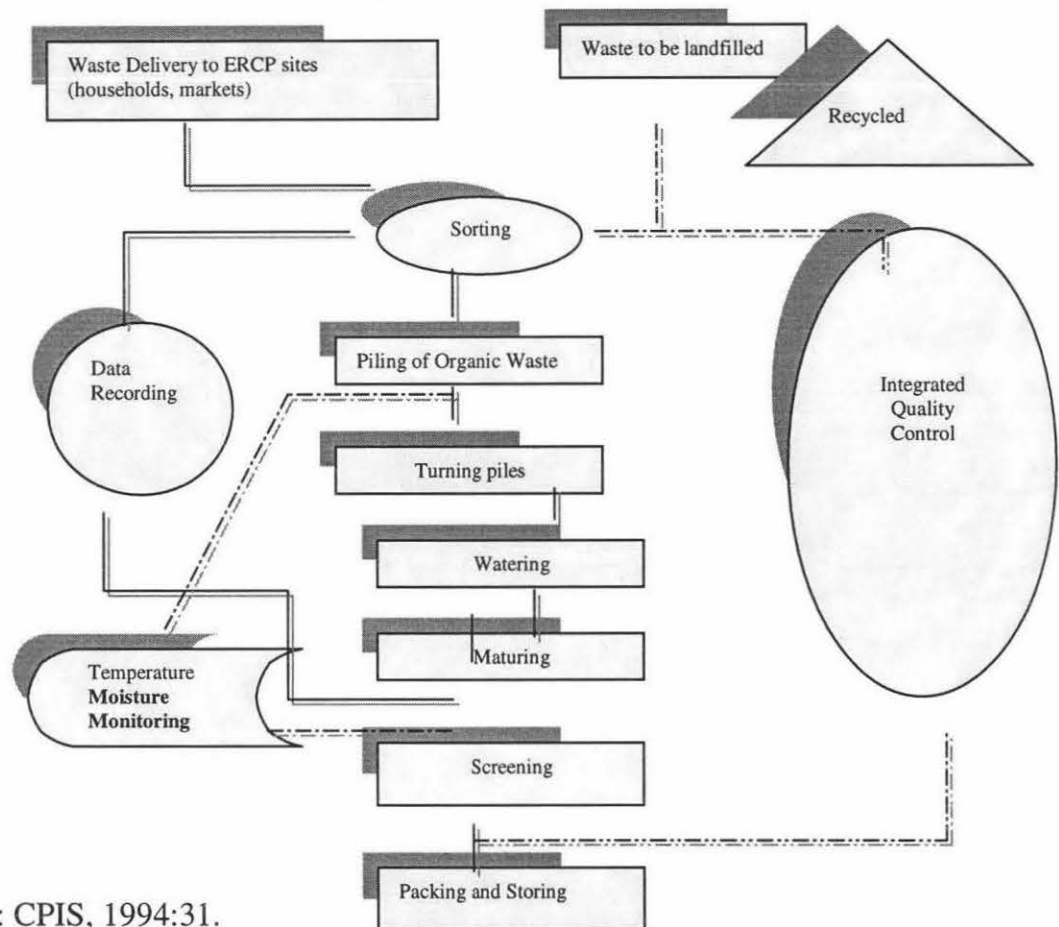 Waste Delivery to ERCP sites
(households, markets)
Waste to be landfilled
Recycled
Sorting
Data
Recording
Piling of Organic Waste
Integrated
Quality
Control
Turning piles
Watering
Maturing
Temperature
Moisture
Monitoring
Screening
Packing and Storing
: CPIS, 1994:31.